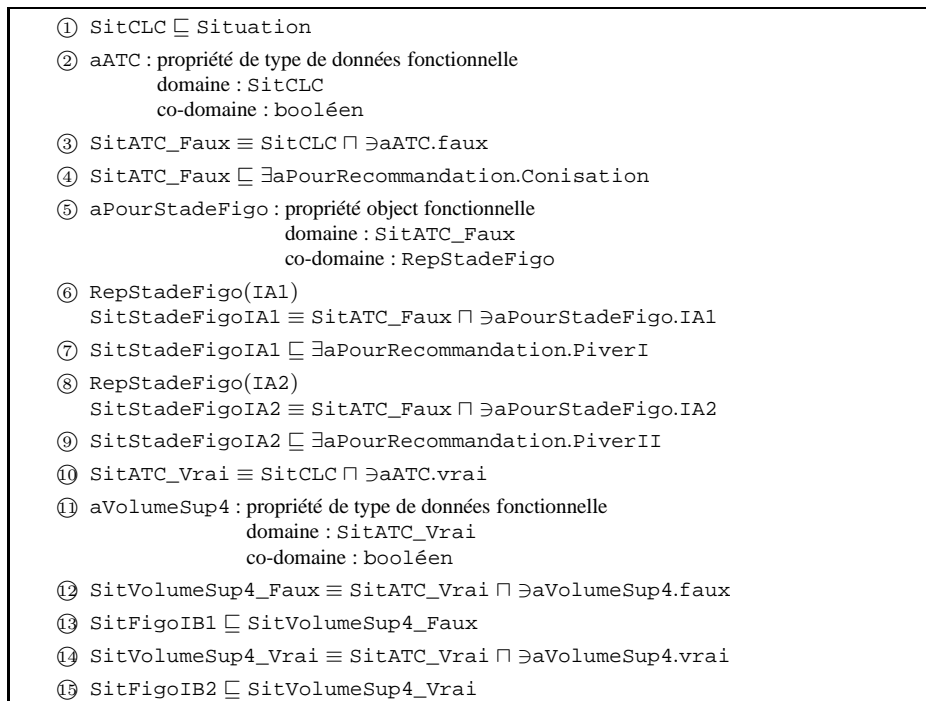 ① SitCLC ⊑ Situation
② aATC : propriété de type de données fonctionnelle
domaine : SitCLC
co-domaine : booléen
③ SitATC_Faux ≡ SitCLC ⊓ ∋aATC.faux
④ SitATC_Faux ⊑ ∃aPourRecommandation.Conisation
⑤ aPourStadeFigo : propriété object fonctionnelle
domaine : SitATC_Faux
co-domaine : RepStadeFigo
⑥ RepStadeFigo(IA1)
SitStadeFigoIA1 ≡ SitATC_Faux ⊓ ∋aPourStadeFigo.IA1
⑦ SitStadeFigoIA1 ⊑ ∃aPourRecommandation.PiverI
⑧ RepStadeFigo(IA2)
SitStadeFigoIA2 ≡ SitATC_Faux ⊓ ∋aPourStadeFigo.IA2
⑨ SitStadeFigoIA2 ⊑ ∃aPourRecommandation.PiverII
⑩ SitATC_Vrai ≡ SitCLC ⊓ ∋aATC.vrai
⑪ aVolumeSup4 : propriété de type de données fonctionnelle
domaine : SitATC_Vrai
co-domaine : booléen
⑫ SitVolumeSup4_Faux ≡ SitATC_Vrai ⊓ ∋aVolumeSup4.faux
⑬ SitFigoIB1 ⊑ SitVolumeSup4_Faux
⑭ SitVolumeSup4_Vrai ≡ SitATC_Vrai ⊓ ∋aVolumeSup4.vrai
⑮ SitFigoIB2 ⊑ SitVolumeSup4_Vrai